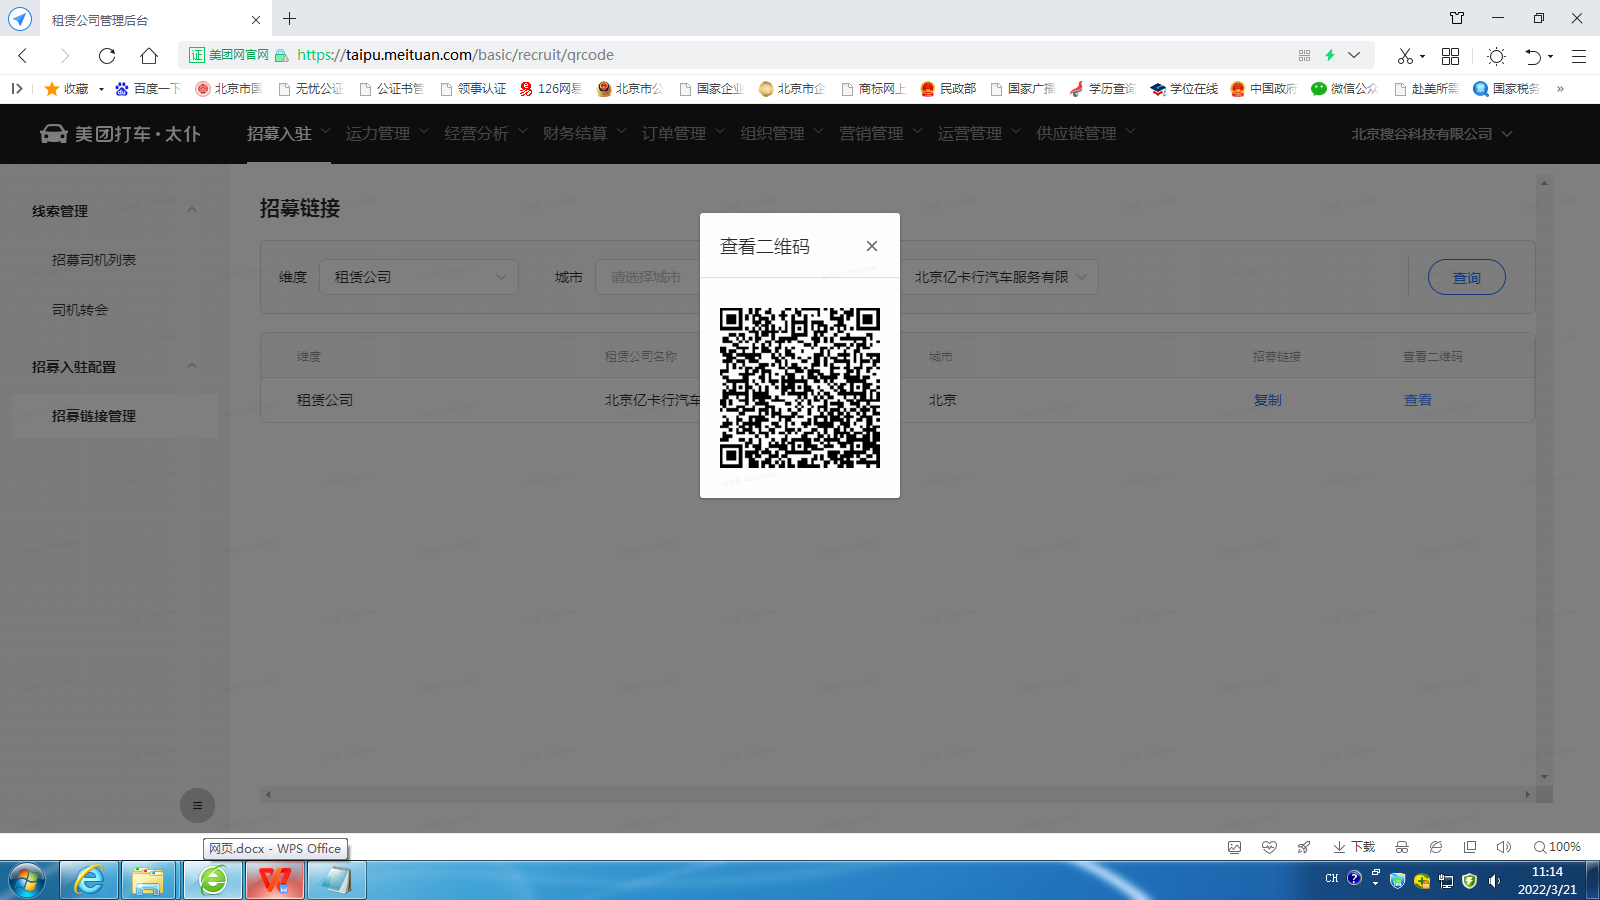 租赁公司管理后台
证 美团网官网 https://taipu.meituan.com/basic/recruit/qrcode
收藏 百度一下 北京市国 无忧公证 公证书管 领事认证 126网易 北京市公 国家企业 北京市企 商标网上 民政部 国家广播 学历查询 学位在线 中国政府 微信公众 赴美所需 国家税务 »
美团打车·太仆 招募入驻 运力管理 经营分析 财务结算 订单管理 组织管理 营销管理 运营管理 供应链管理 北京搜谷科技有限公司
线索管理
招募司机列表
司机转会
招募入驻配置
招募链接管理
招募链接
维度 租赁公司 城市 请选择城市 北京亿卡行汽车服务有限 查询
维度 租赁公司名称 城市 招募链接 查看二维码
租赁公司 北京亿卡行汽车 北京 复制 查看
查看二维码
下载 100%
网页.docx - WPS Office
CH 11:14
2022/3/21